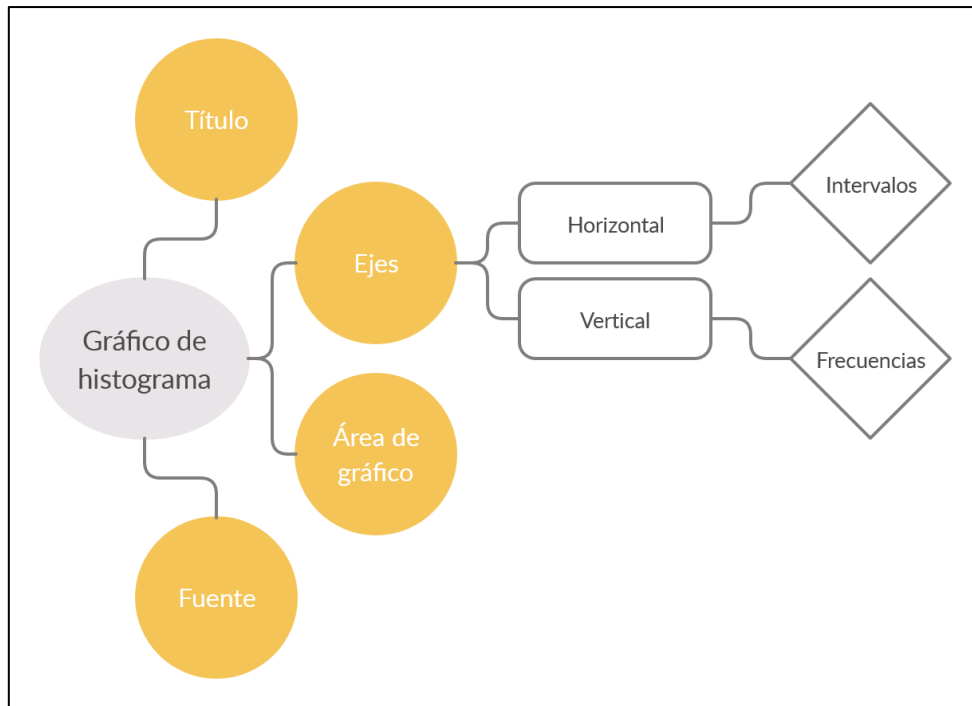 Título
Gráfico de
histograma
Ejes
Horizontal
Intervalos
Vertical
Frecuencias
Área de
gráfico
Fuente